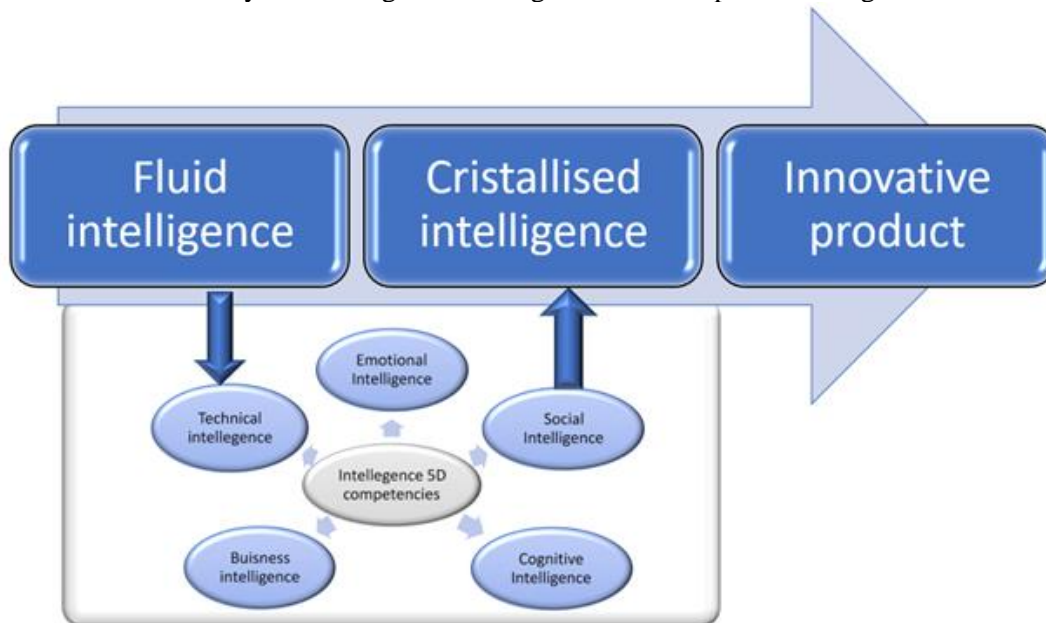 Fluid
intelligence
Cristallised
intelligence
Innovative
product
Emotional
Intelligence
Technical
intellegence
Social
Intelligence
Intellegence 5D
competencies
Buisness
intelligence
Cognitive
Intelligence